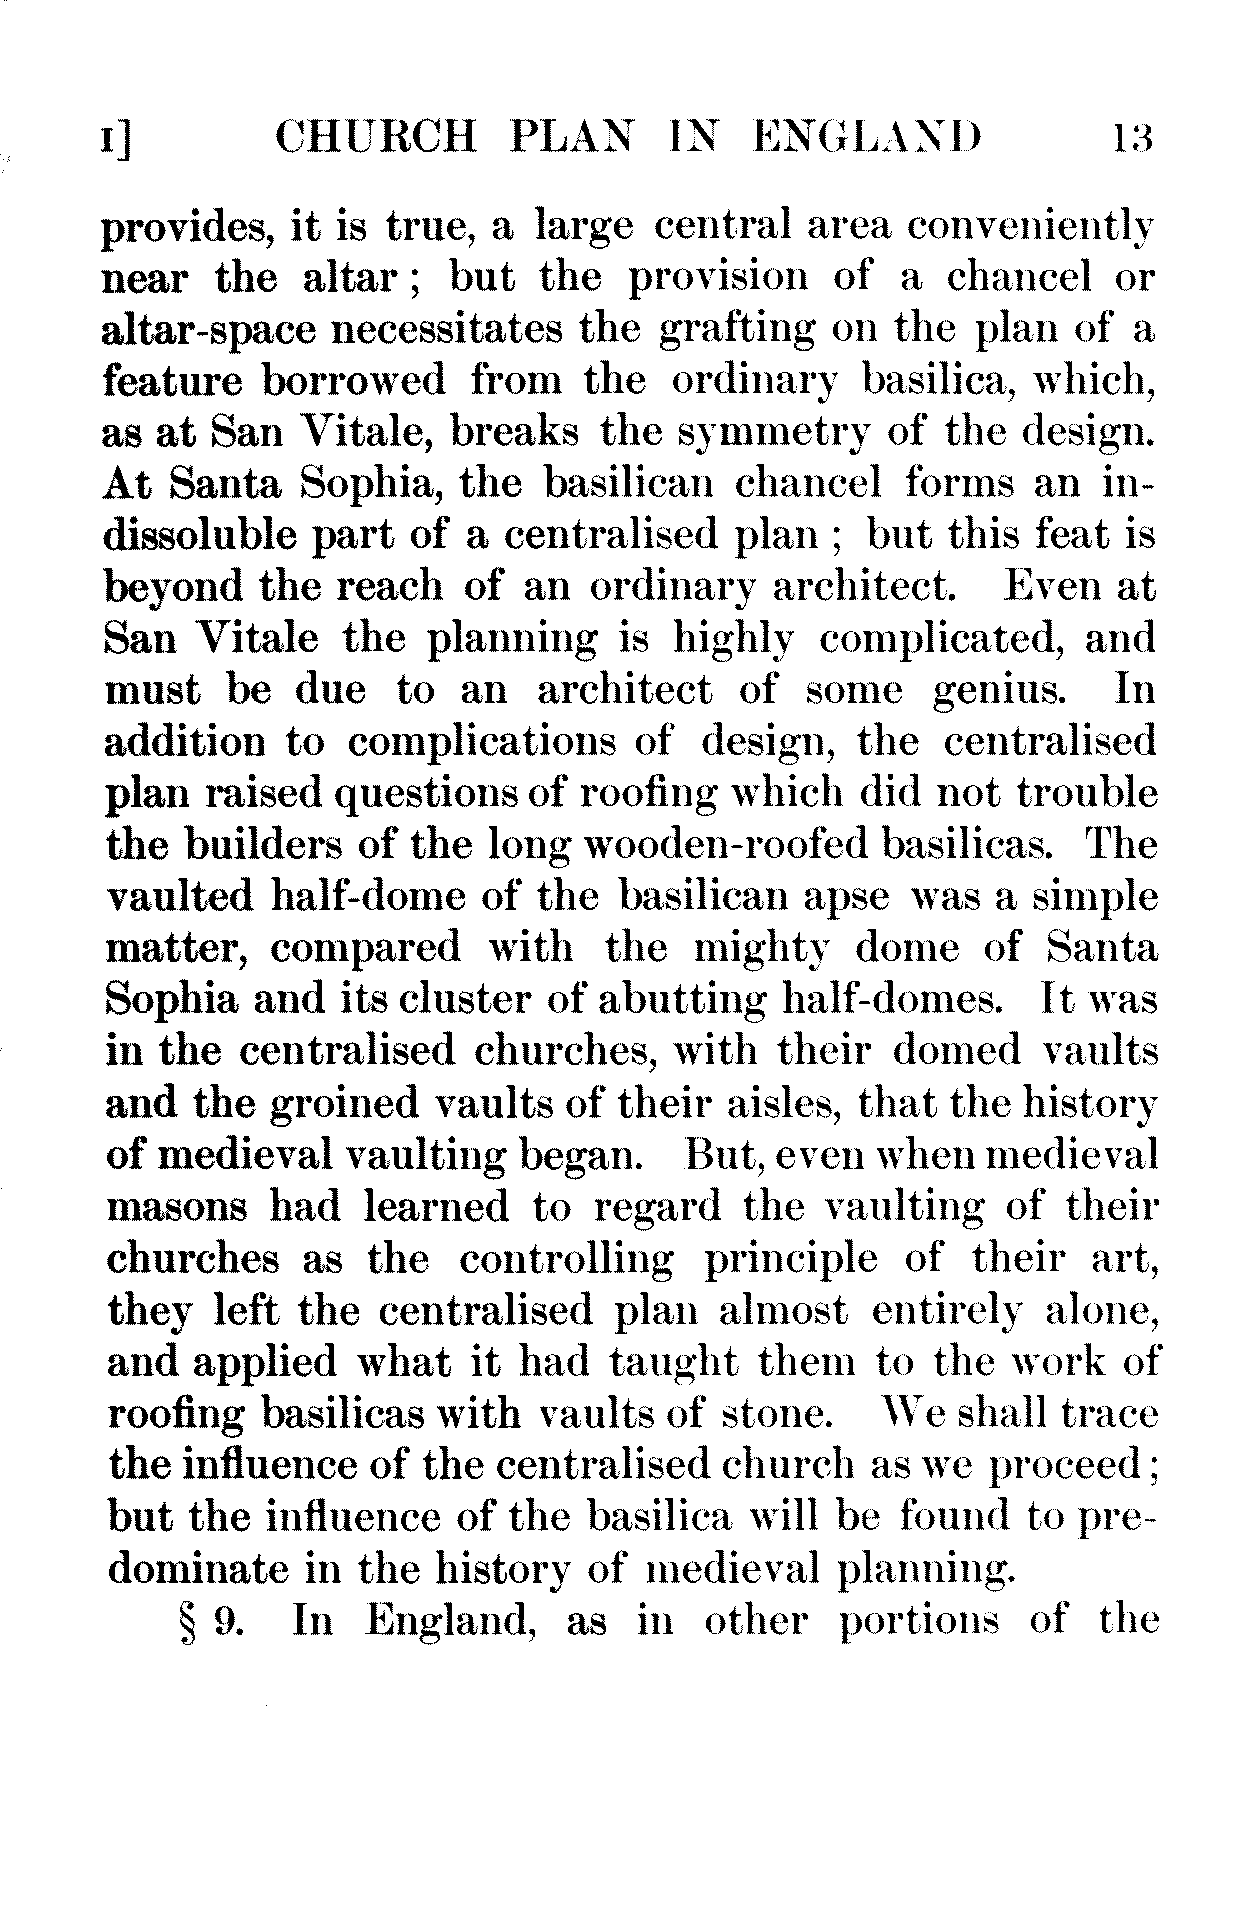 I] CHURCH PLAN IN ENGLAND 13
provides, it is true, a large central area conveniently
near the altar ; but the provision of a chancel or
altar-space necessitates the grafting on the plan of a
feature borrowed from the ordinary basilica, which,
as at San Vitale, breaks the symmetry of the design.
At Santa Sophia, the basilican chancel forms an in-
dissoluble part of a centralised plan ; but this feat is
beyond the reach of an ordinary architect. Even at
San Vitale the planning is highly complicated, and
must be due to an architect of some genius. In
addition to complications of design, the centralised
plan raised questions of roofing which did not trouble
the builders of the long wooden-roofed basilicas. The
vaulted half-dome of the basilican apse was a simple
matter, compared with the mighty dome of Santa
Sophia and its cluster of abutting half-domes. It was
in the centralised churches, with their domed vaults
and the groined vaults of their aisles, that the history
of medieval vaulting began. But, even when medieval
masons had learned to regard the vaulting of their
churches as the controlling principle of their art,
they left the centralised plan almost entirely alone,
and applied what it had taught them to the work of
roofing basilicas with vaults of stone. We shall trace
the influence of the centralised church as we proceed ;
but the influence of the basilica will be found to pre-
dominate in the history of medieval planning.
§ 9. In England, as in other portions of the